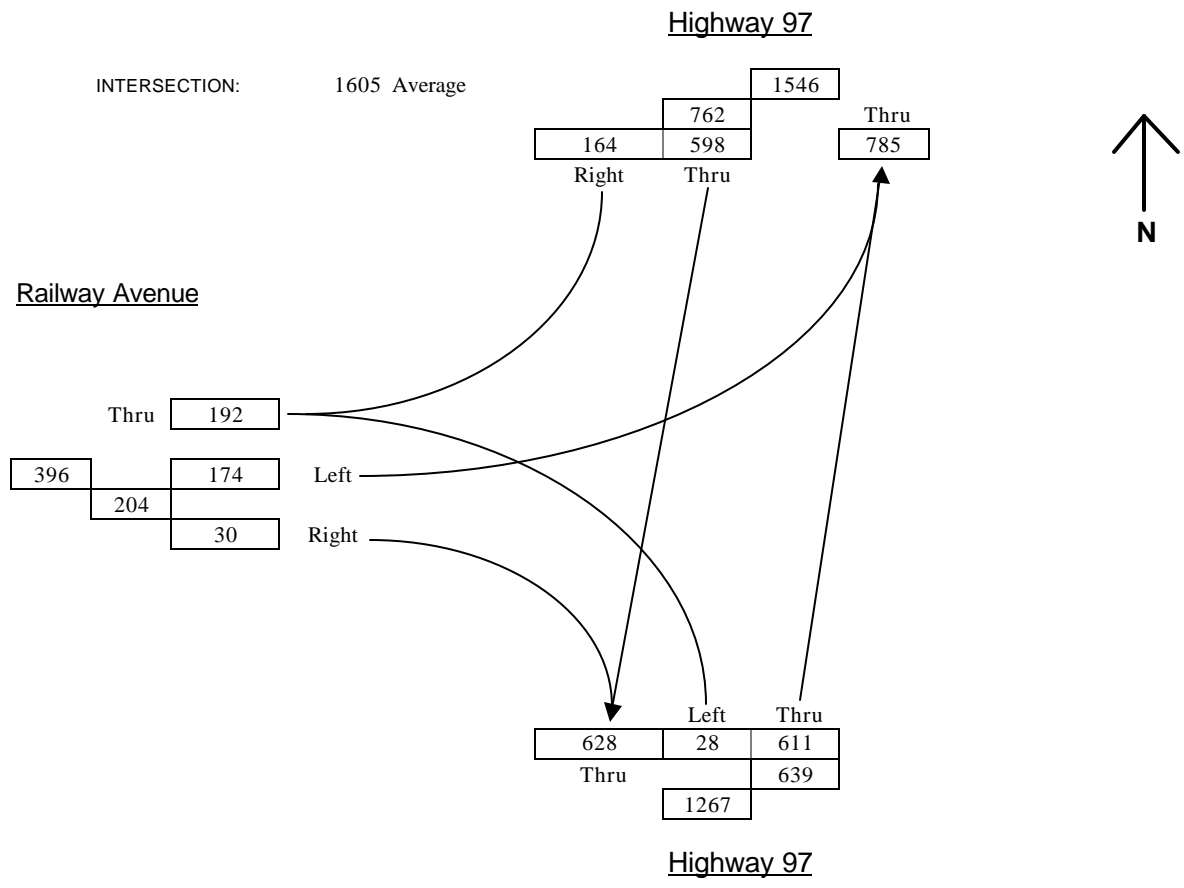 Highway 97
INTERSECTION: 1605 Average
1546
762
Thru
164 598 785
Right Thru
N
Railway Avenue
Thru 192
396 174 Left
204
30 Right
Left Thru
628 28 611
Thru 639
1267
Highway 97